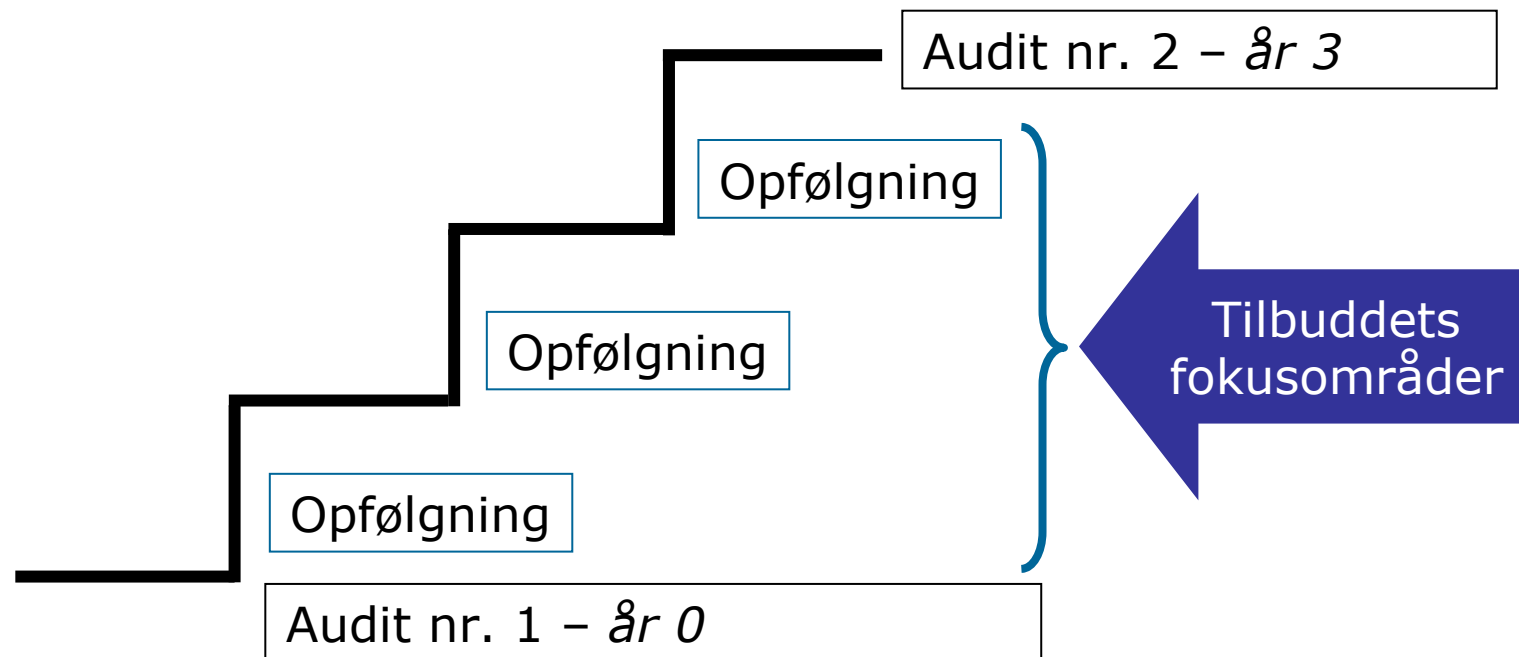 Audit nr. 2 – år 3
Opfølgning
Opfølgning
Tilbuddets
fokusområder
Opfølgning
Audit nr. 1 – år 0